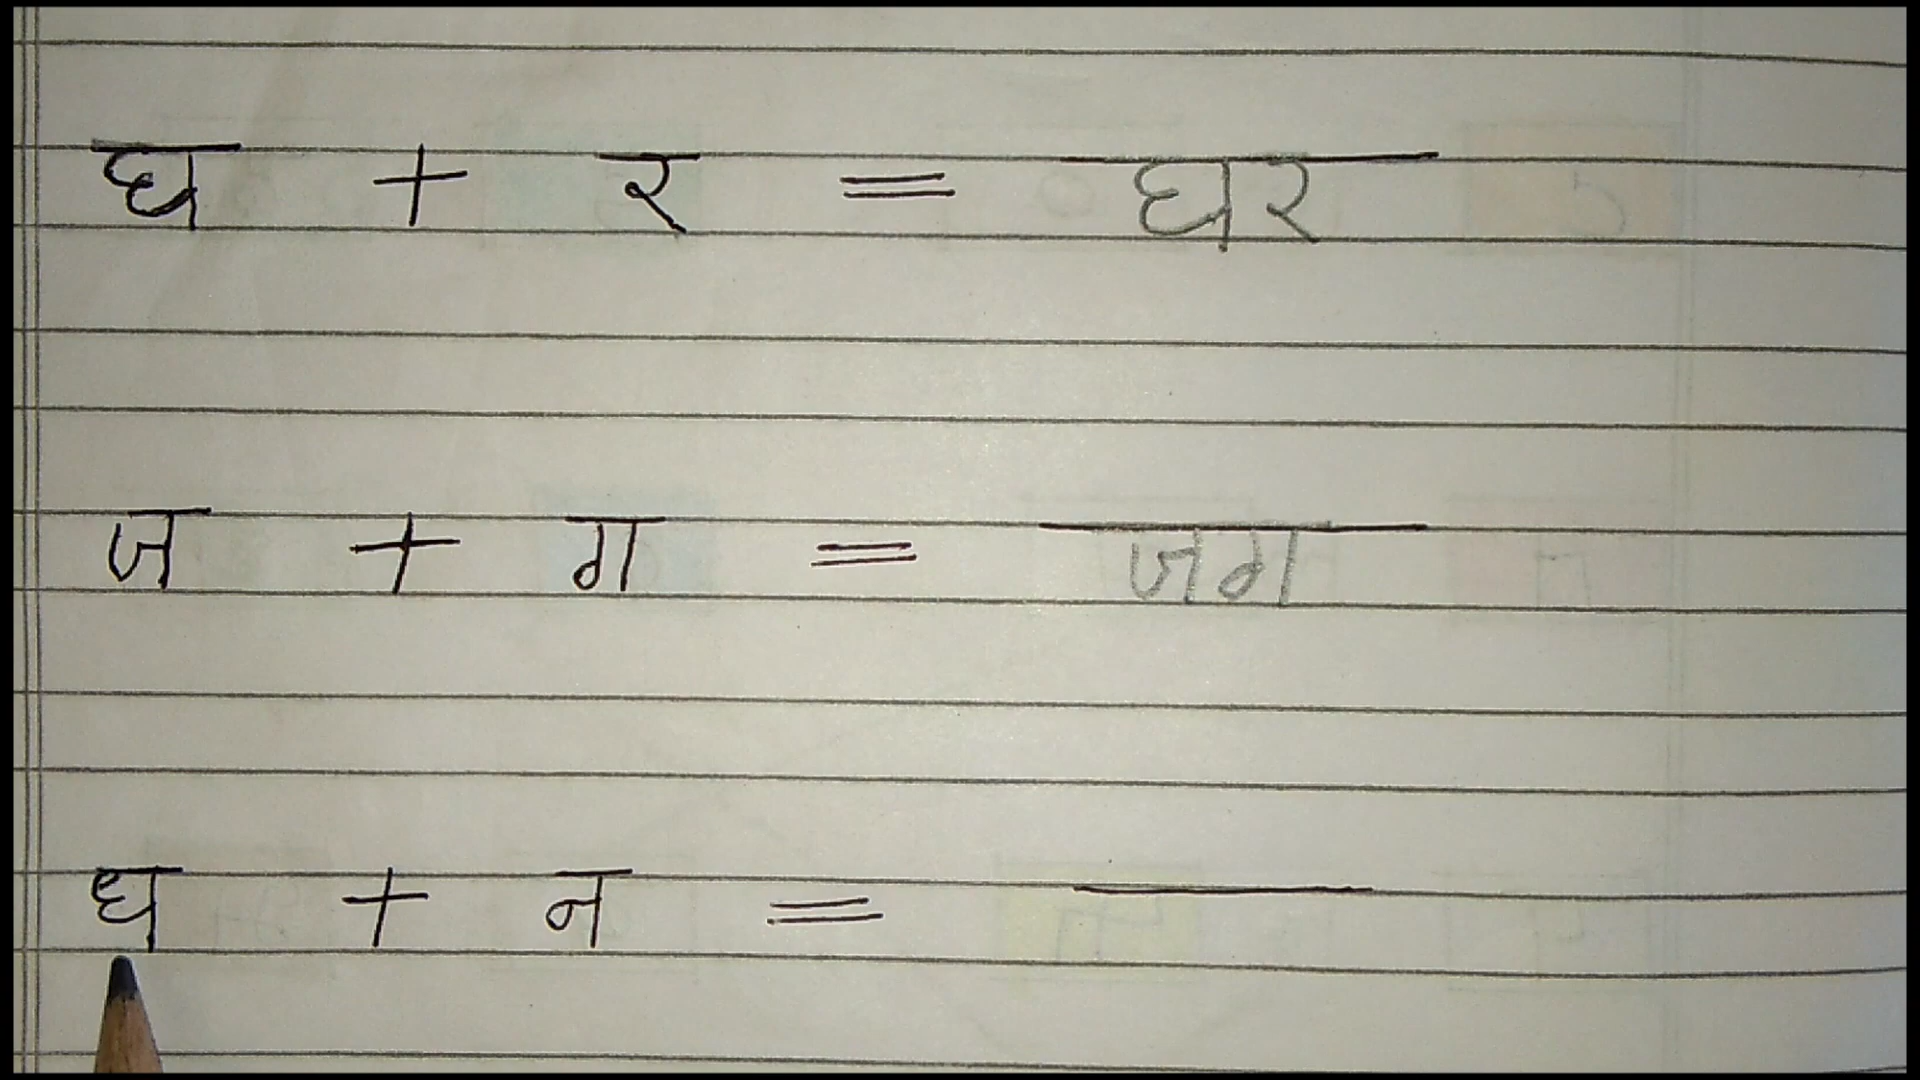 घ + र = घर
ज + ग = जग
ध + न =